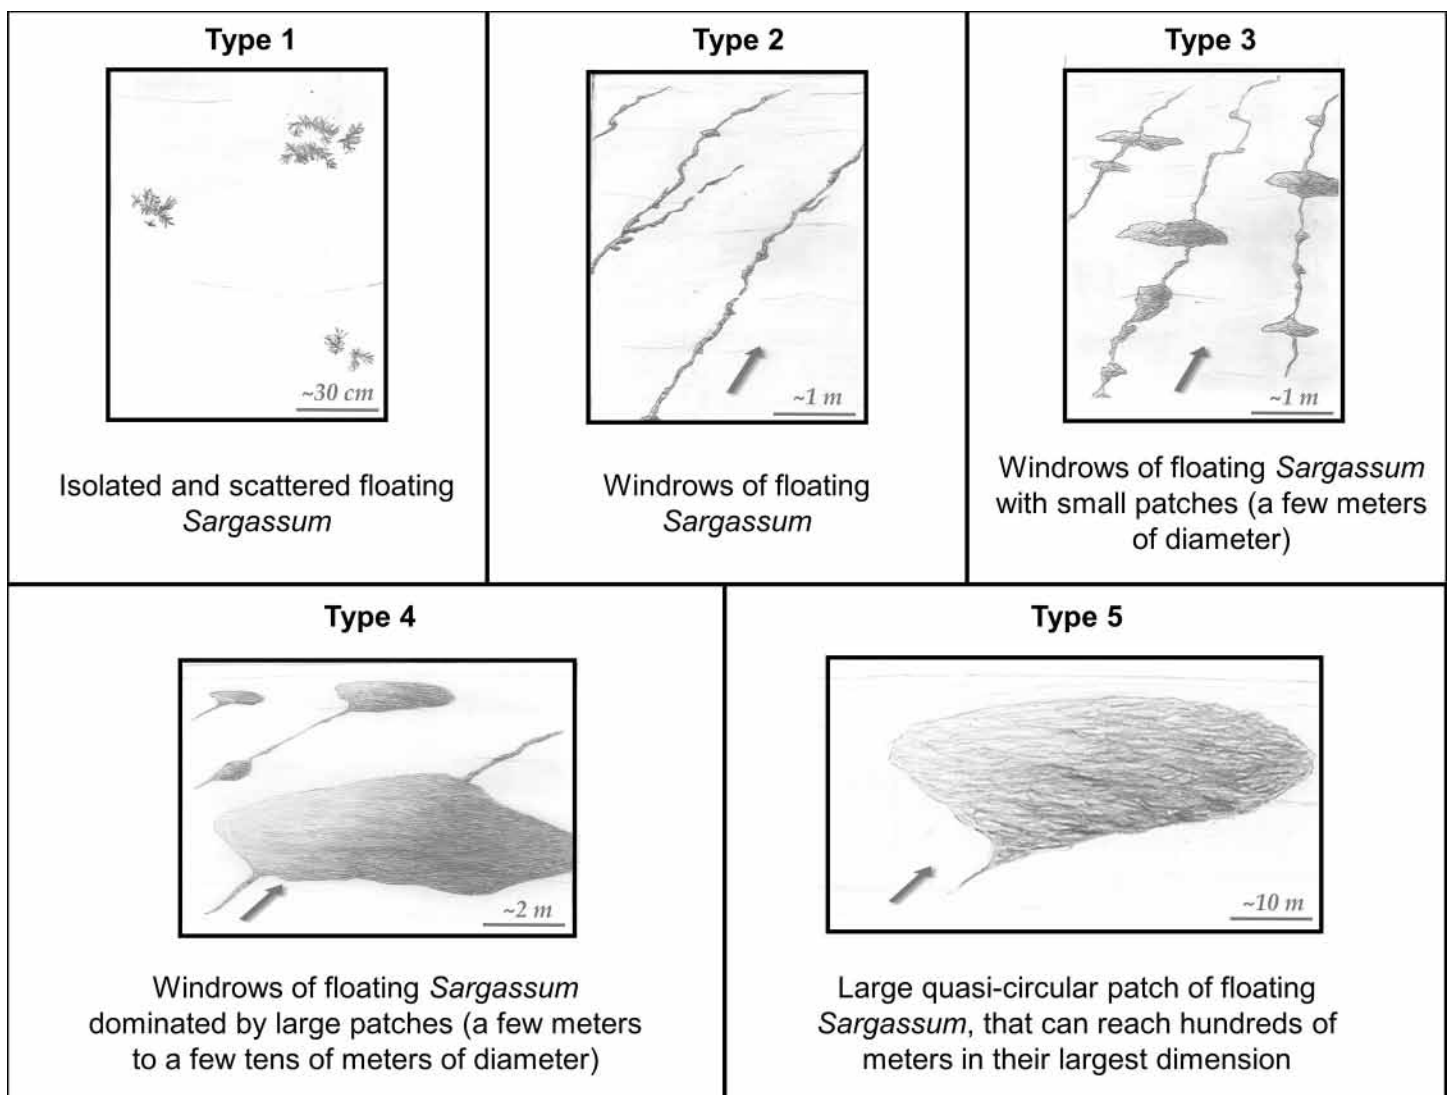 Type 1
~30 cm
Isolated and scattered floating
Sargassum
Type 2
~1 m
Windrows of floating
Sargassum
Type 3
~1 m
Windrows of floating Sargassum
with small patches (a few meters
of diameter)
Type 4
~2 m
Windrows of floating Sargassum
dominated by large patches (a few meters
to a few tens of meters of diameter)
Type 5
~10 m
Large quasi-circular patch of floating
Sargassum, that can reach hundreds of
meters in their largest dimension